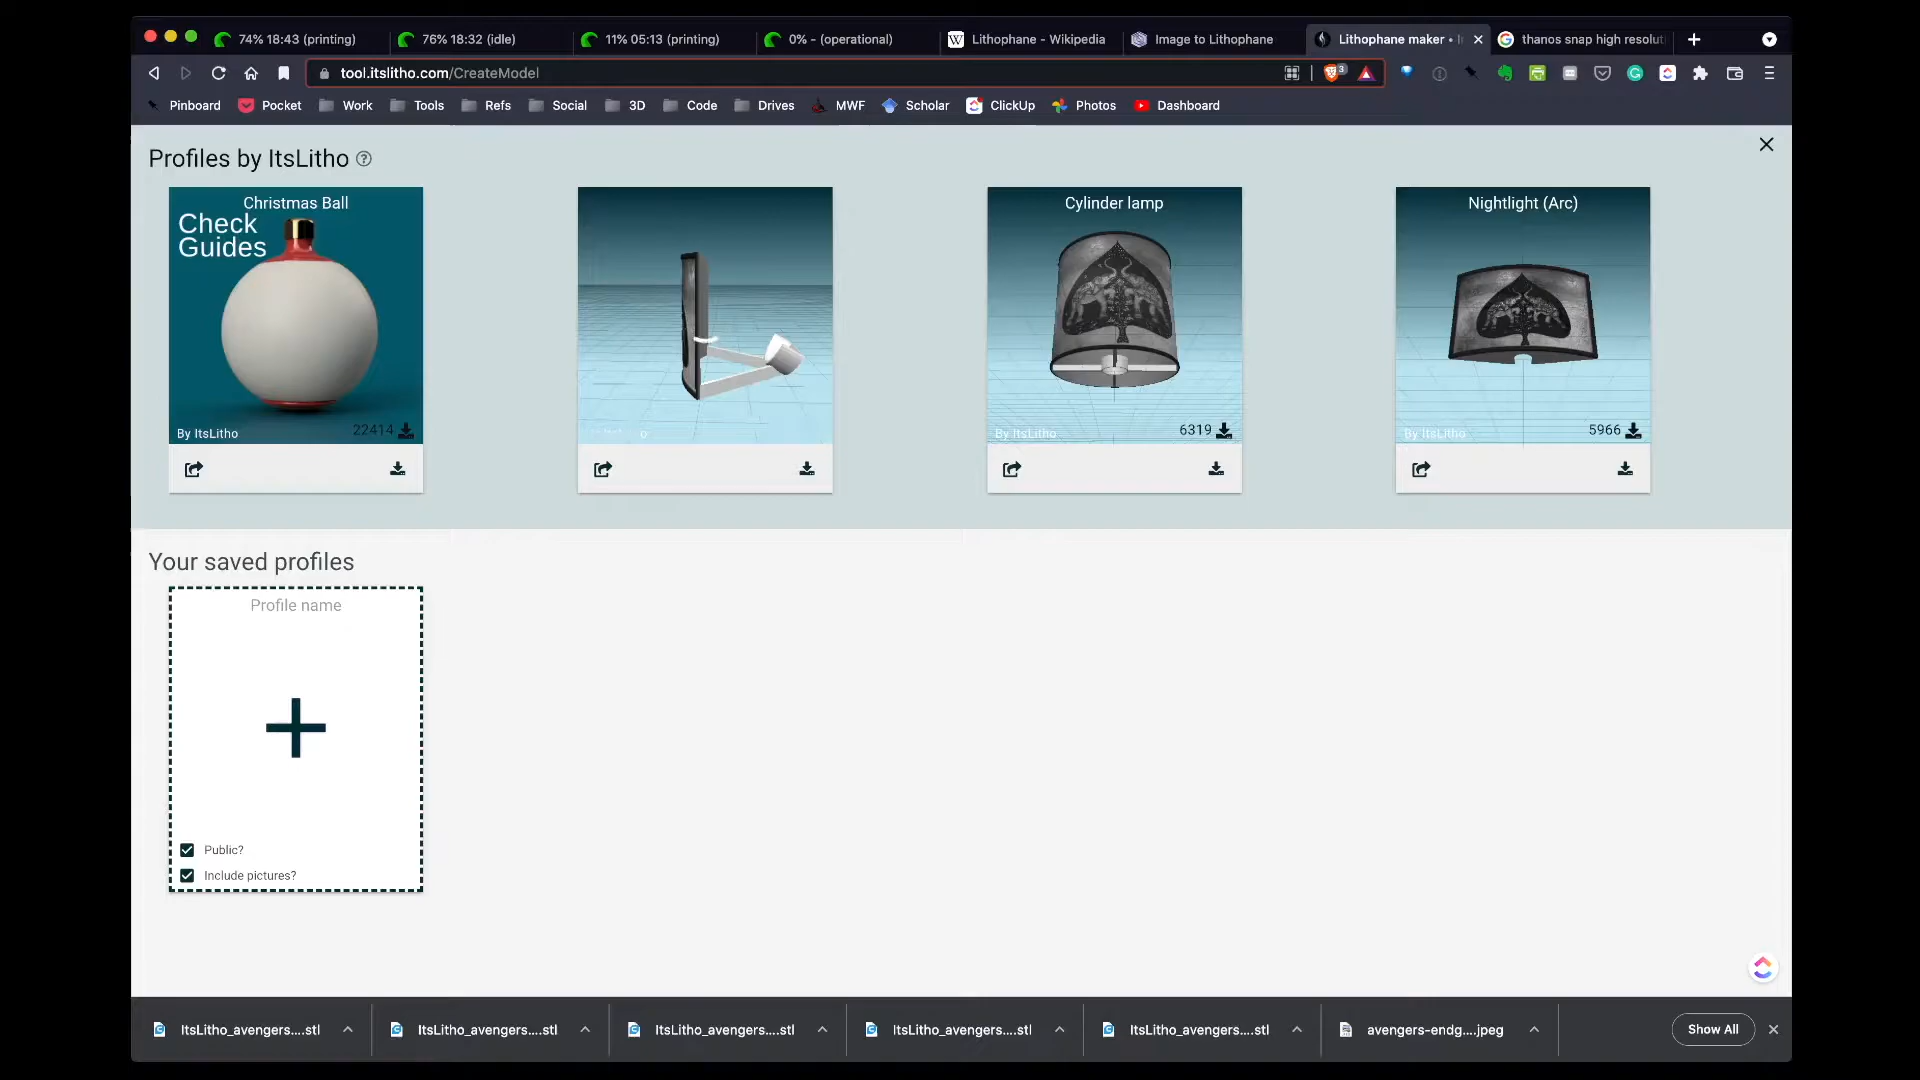 74% 18:43 (printing)
76% 18:32 (idle)
11% 05:13 (printing)
0% - (operational)
Lithophane - Wikipedia
Image to Lithophane
Lithophane maker •
thanos snap high resolut
tool.itslitho.com/CreateModel
3
Pinboard
Pocket
Work
Tools
Refs
Social
3D
Code
Drives
MWF
Scholar
ClickUp
Photos
Dashboard
Profiles by ItsLitho
Christmas Ball
Check
Guides
By ItsLitho
22414
Cylinder lamp
By ItsLitho
6319
Nightlight (Arc)
By ItsLitho
5966
Your saved profiles
Profile name
Public?
Include pictures?
ItsLitho_avengers....stl
ItsLitho_avengers....stl
ItsLitho_avengers....stl
ItsLitho_avengers....stl
ItsLitho_avengers....stl
avengers-endg....jpeg
Show All